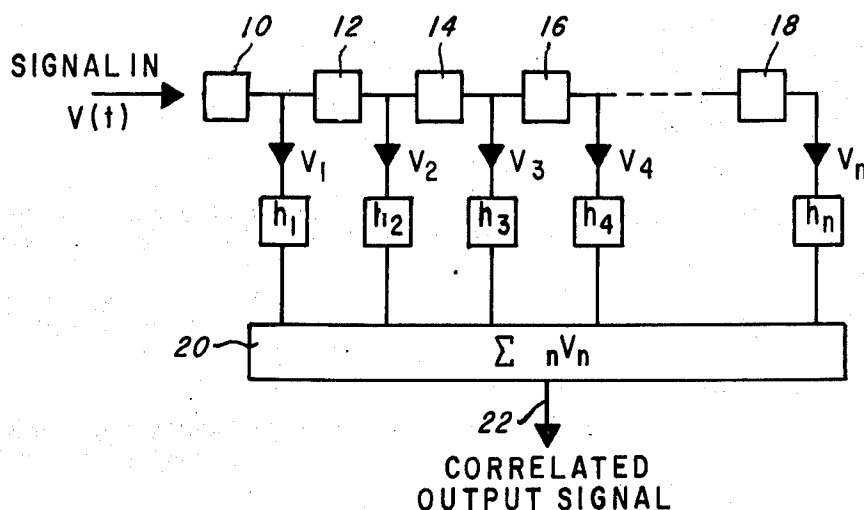 10 12 14 16 18
SIGNAL IN
V(t)
V1 V2 V3 V4 Vn
h1 h2 h3 h4 hn
20 Σ nVn
22
CORRELATED
OUTPUT SIGNAL